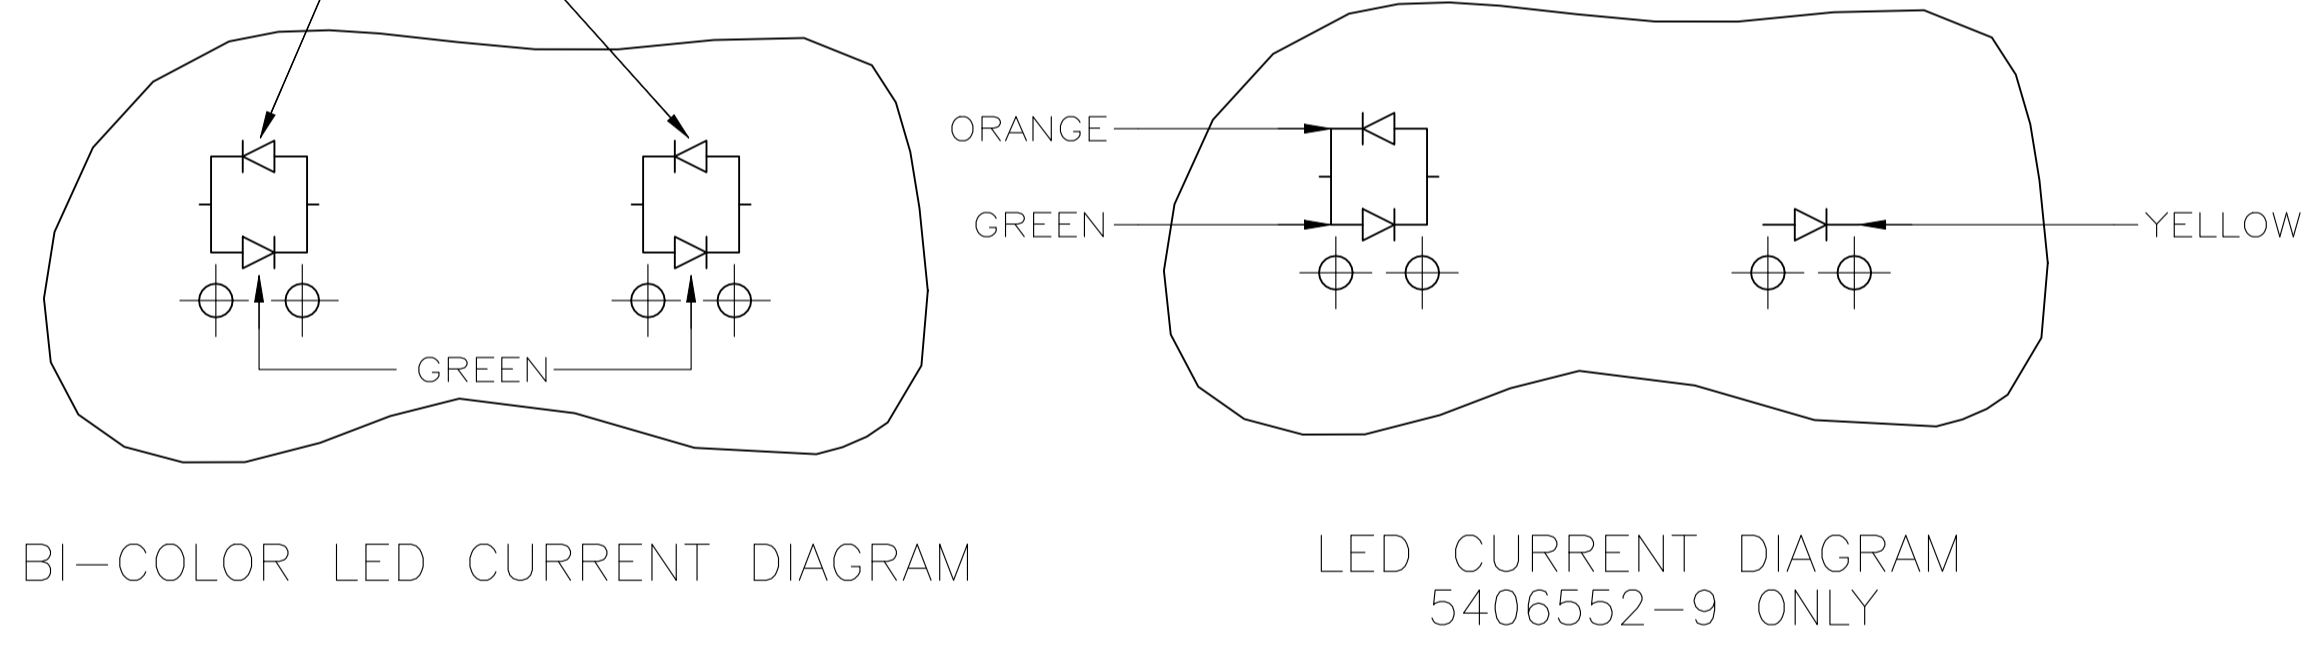 ORANGE
GREEN
YELLOW
GREEN
BI-COLOR LED CURRENT DIAGRAM
LED CURRENT DIAGRAM
5406552-9 ONLY